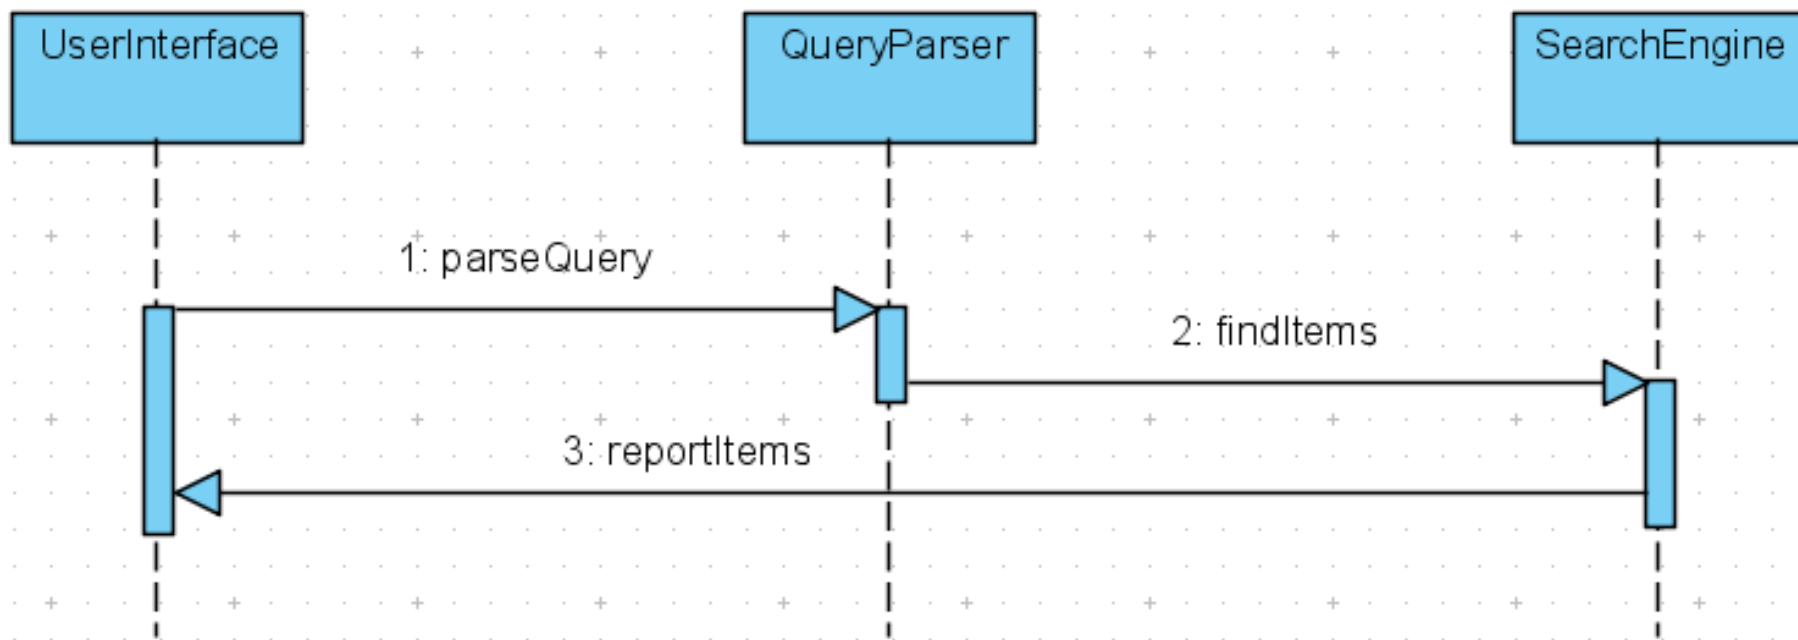 UserInterface
QueryParser
SearchEngine
1: parseQuery
2: findItems
3: reportItems